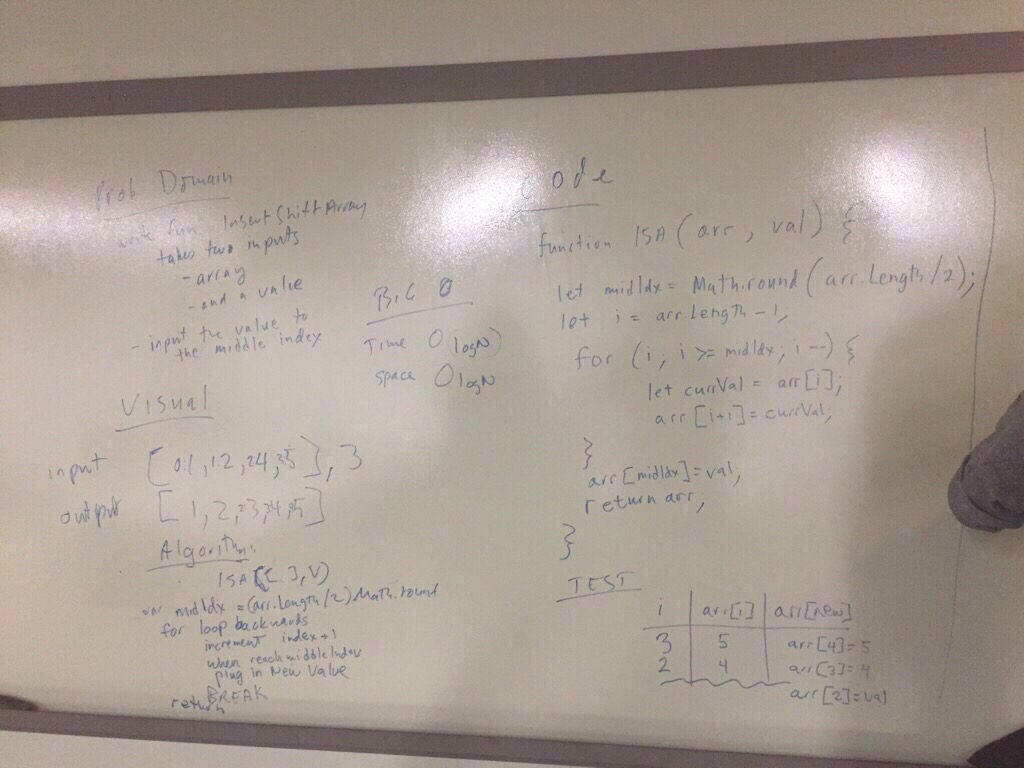 Prob Domain
write fun InsertShiftArray
takes two inputs
- array
- and a value
- input the value to
the middle index
BIG O
Time O logN)
space O logN
Visual
input [0:1, 1:2, 2:4, 3:5], 3
output [1, 2, 2:3, 3:4, 4:5]
Algorithm:
ISA([ ], V)
var midIdx = (arr.Length/2).Math.round
for loop backwards
increment index+1
when reach middle Index
plug in New Value
BREAK
return
Code
function ISA (arr, val) {
let midIdx = Math.round (arr.Length/2);
let i = arr.Length - 1;
for (i, i >= midIdx, i--) {
let currVal = arr[i];
arr[i+1] = currVal;
}
arr[midIdx] = val;
return arr;
}
TEST
i arr[i] arr[new]
3 5 arr[4]=5
2 4 arr[3]=4
arr[2]=val